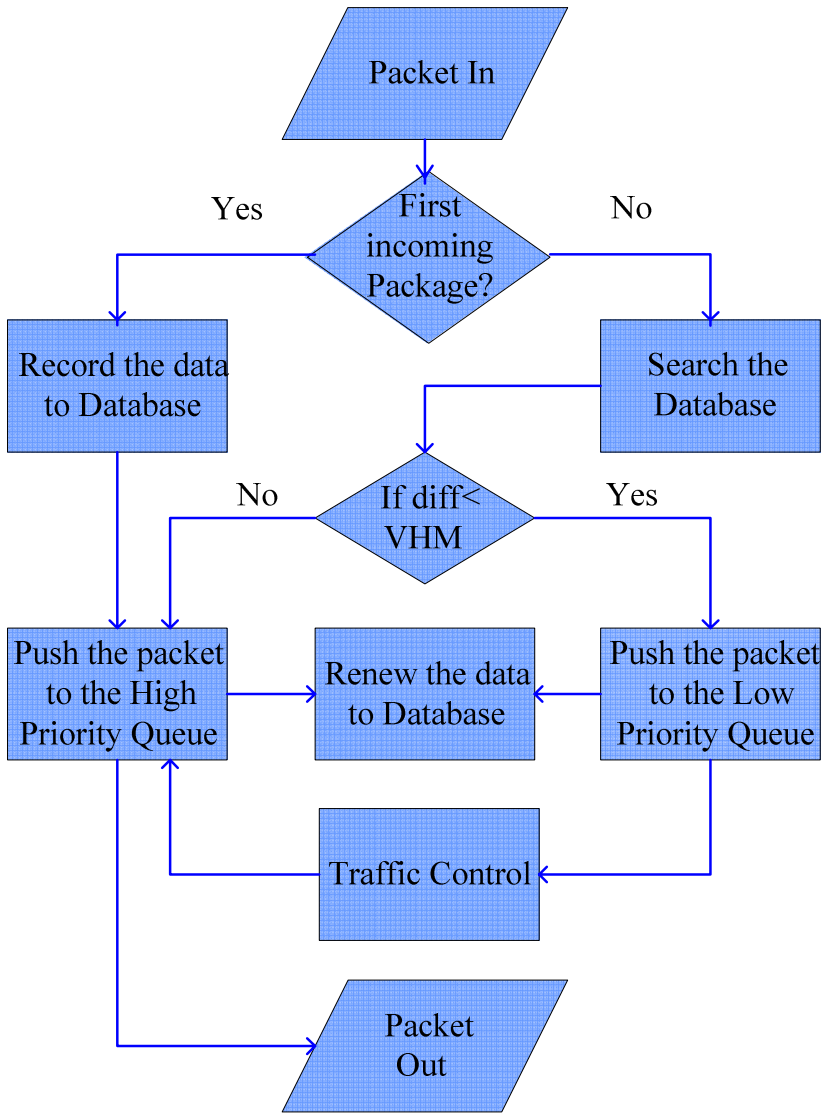 Packet In
First
incoming
Package?
Yes
No
Record the data
to Database
Search the
Database
If diff<
VHM
No
Yes
Push the packet
to the High
Priority Queue
Renew the data
to Database
Push the packet
to the Low
Priority Queue
Traffic Control
Packet
Out